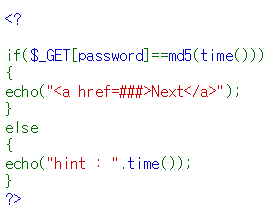 <?
if($_GET[password]==md5(time()))
{
echo("<a href=###>Next</a>");
}
else
{
echo("hint : ".time());
}
?>